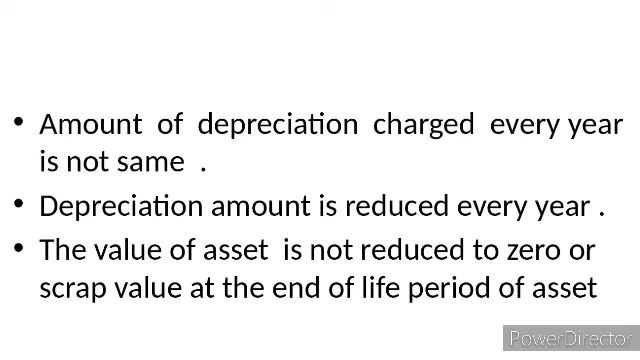 • Amount of depreciation charged every year
is not same .
• Depreciation amount is reduced every year .
• The value of asset is not reduced to zero or
scrap value at the end of life period of asset
PowerDirector